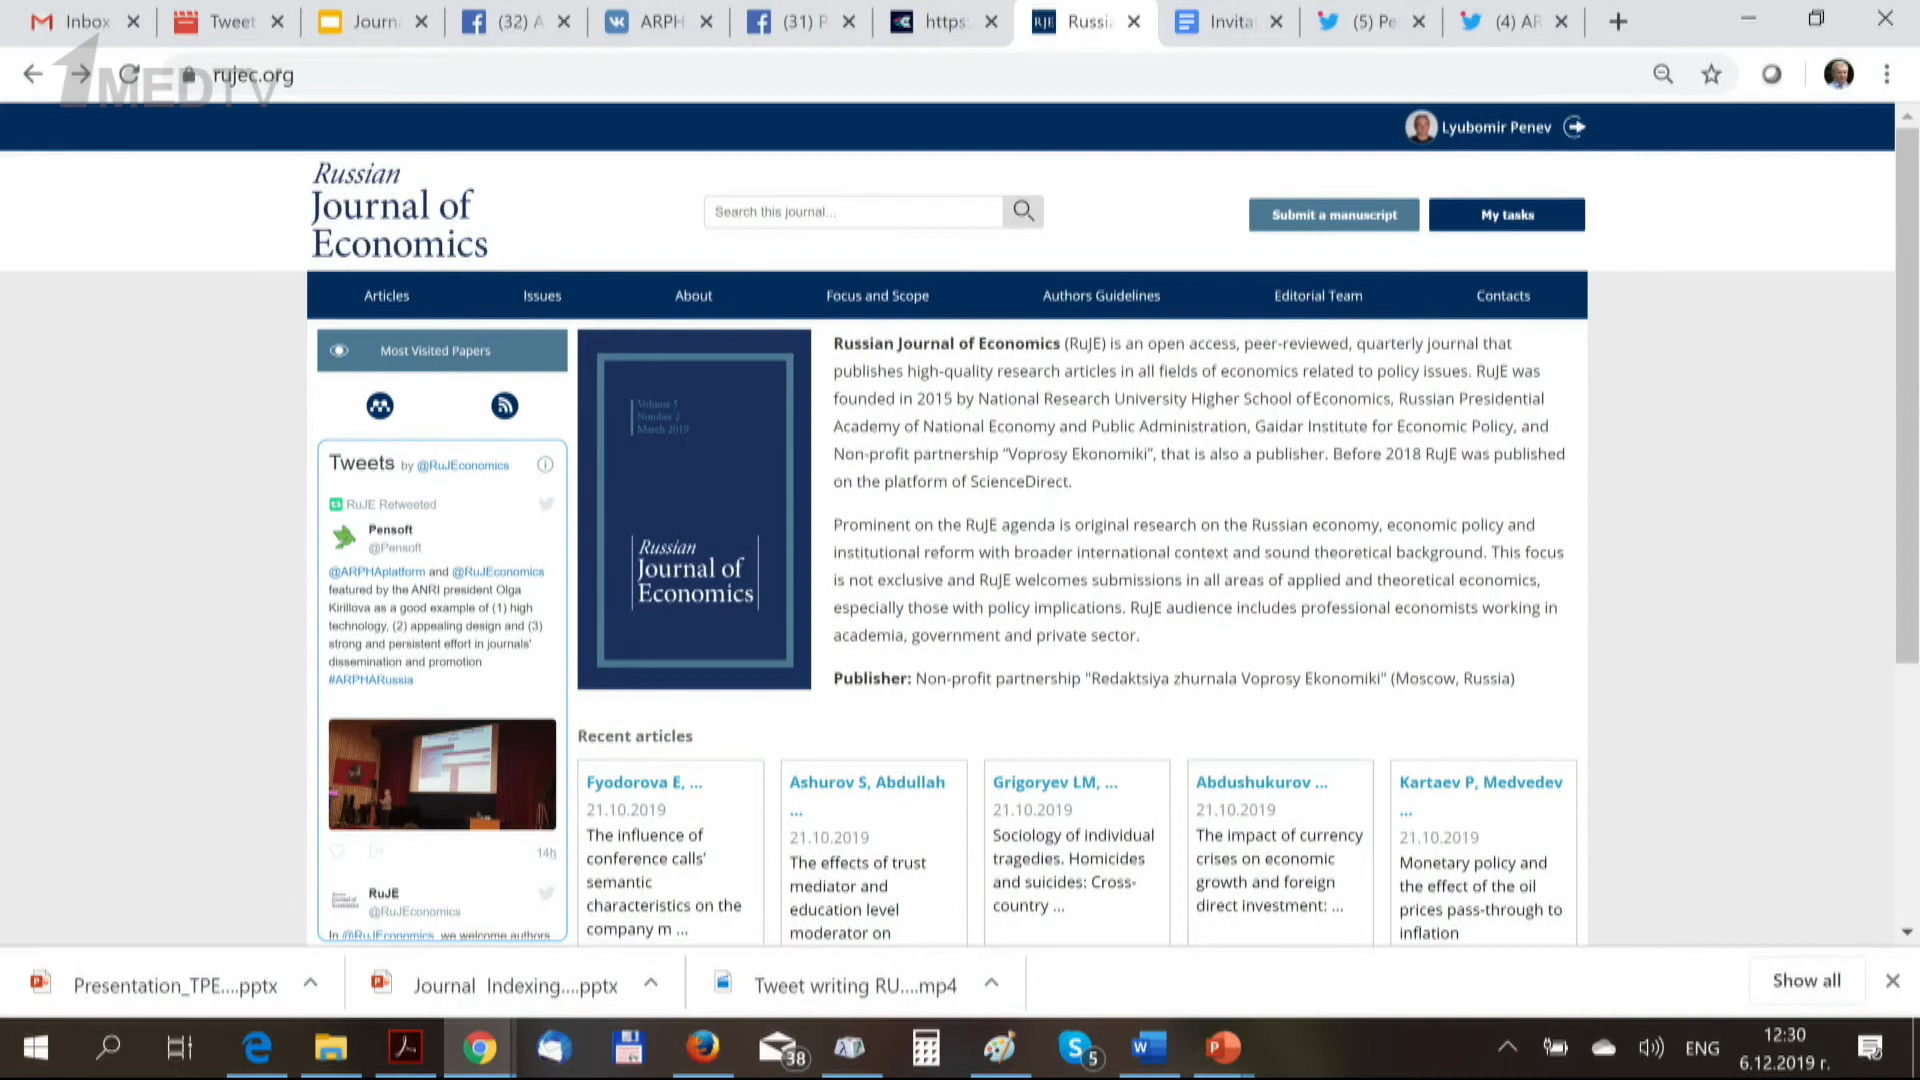 Inbox
Tweet
Journ
(32) A
ARPH
(31) P
https:
Russi
Invita
(5) Pe
(4) AR
rujec.org
1MEDTV
Lyubomir Penev
Russian
Journal of
Economics
Search this journal...
Submit a manuscript
My tasks
Articles
Issues
About
Focus and Scope
Authors Guidelines
Editorial Team
Contacts
Most Visited Papers
Tweets by @RuJEconomics
RuJE Retweeted
Pensoft
@Pensoft
@ARPHAplatform and @RuJEconomics
featured by the ANRI president Olga
Kirillova as a good example of (1) high
technology, (2) appealing design and (3)
strong and persistent effort in journals'
dissemination and promotion
#ARPHARussia
14h
RuJE
@RuJEconomics
In @RuJEconomics, we welcome authors
Volume 5
Number 2
March 2019
Russian
Journal of
Economics
Russian Journal of Economics (RuJE) is an open access, peer-reviewed, quarterly journal that
publishes high-quality research articles in all fields of economics related to policy issues. RuJE was
founded in 2015 by National Research University Higher School of Economics, Russian Presidential
Academy of National Economy and Public Administration, Gaidar Institute for Economic Policy, and
Non-profit partnership “Voprosy Ekonomiki”, that is also a publisher. Before 2018 RuJE was published
on the platform of ScienceDirect.
Prominent on the RuJE agenda is original research on the Russian economy, economic policy and
institutional reform with broader international context and sound theoretical background. This focus
is not exclusive and RuJE welcomes submissions in all areas of applied and theoretical economics,
especially those with policy implications. RuJE audience includes professional economists working in
academia, government and private sector.
Publisher: Non-profit partnership "Redaktsiya zhurnala Voprosy Ekonomiki" (Moscow, Russia)
Recent articles
Fyodorova E, ...
21.10.2019
The influence of
conference calls’
semantic
characteristics on the
company m ...
Ashurov S, Abdullah
...
21.10.2019
The effects of trust
mediator and
education level
moderator on
Grigoryev LM, ...
21.10.2019
Sociology of individual
tragedies. Homicides
and suicides: Cross-
country ...
Abdushukurov ...
21.10.2019
The impact of currency
crises on economic
growth and foreign
direct investment: ...
Kartaev P, Medvedev
...
21.10.2019
Monetary policy and
the effect of the oil
prices pass-through to
inflation
Presentation_TPE....pptx
Journal Indexing....pptx
Tweet writing RU....mp4
Show all
38
5
ENG
12:30
6.12.2019 г.